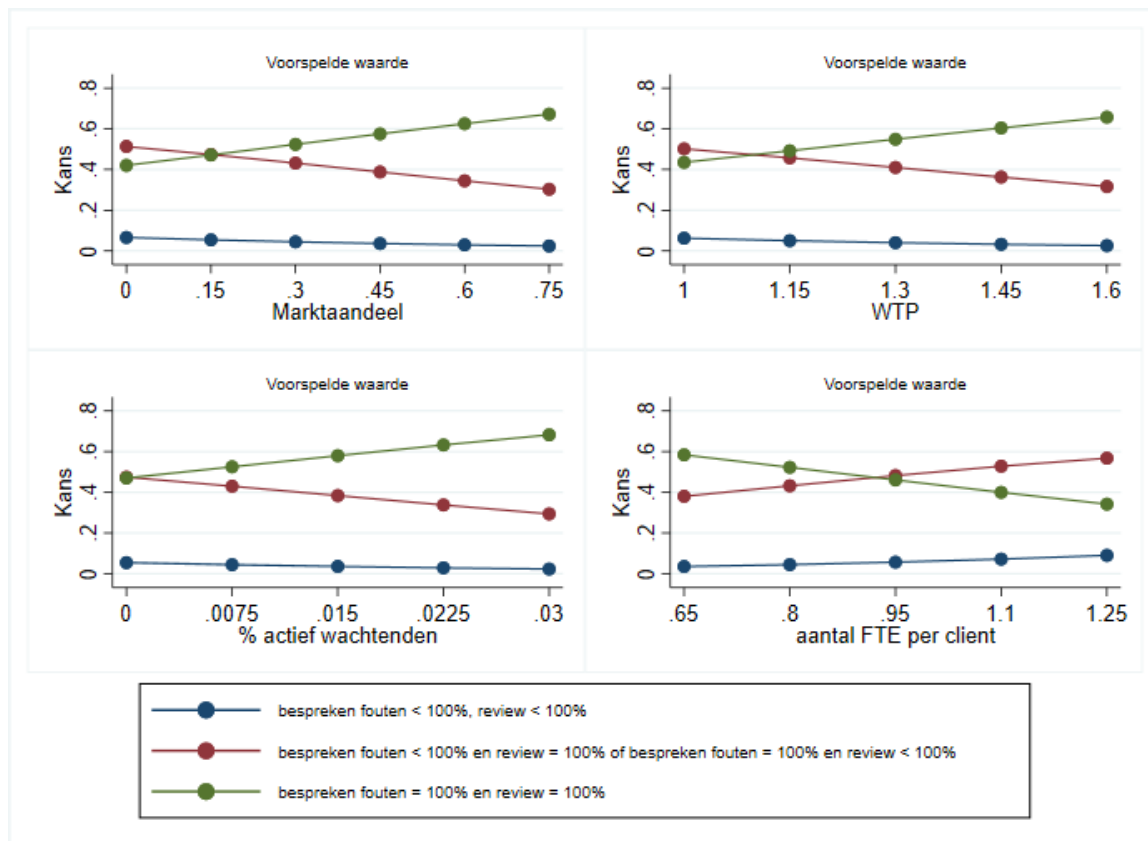 Voorspelde waarde
Kans
.8
.6
.4
.2
0
0 .15 .3 .45 .6 .75
Marktaandeel
Voorspelde waarde
Kans
.8
.6
.4
.2
0
1 1.15 1.3 1.45 1.6
WTP
Voorspelde waarde
Kans
.8
.6
.4
.2
0
0 .0075 .015 .0225 .03
% actief wachtenden
Voorspelde waarde
Kans
.8
.6
.4
.2
0
.65 .8 .95 1.1 1.25
aantal FTE per client
bespreken fouten < 100%, review < 100%
bespreken fouten < 100% en review = 100% of bespreken fouten = 100% en review < 100%
bespreken fouten = 100% en review = 100%